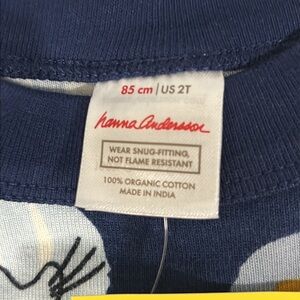 85 cm | US 2T
hanna andersson
WEAR SNUG-FITTING,
NOT FLAME RESISTANT
100% ORGANIC COTTON
MADE IN INDIA